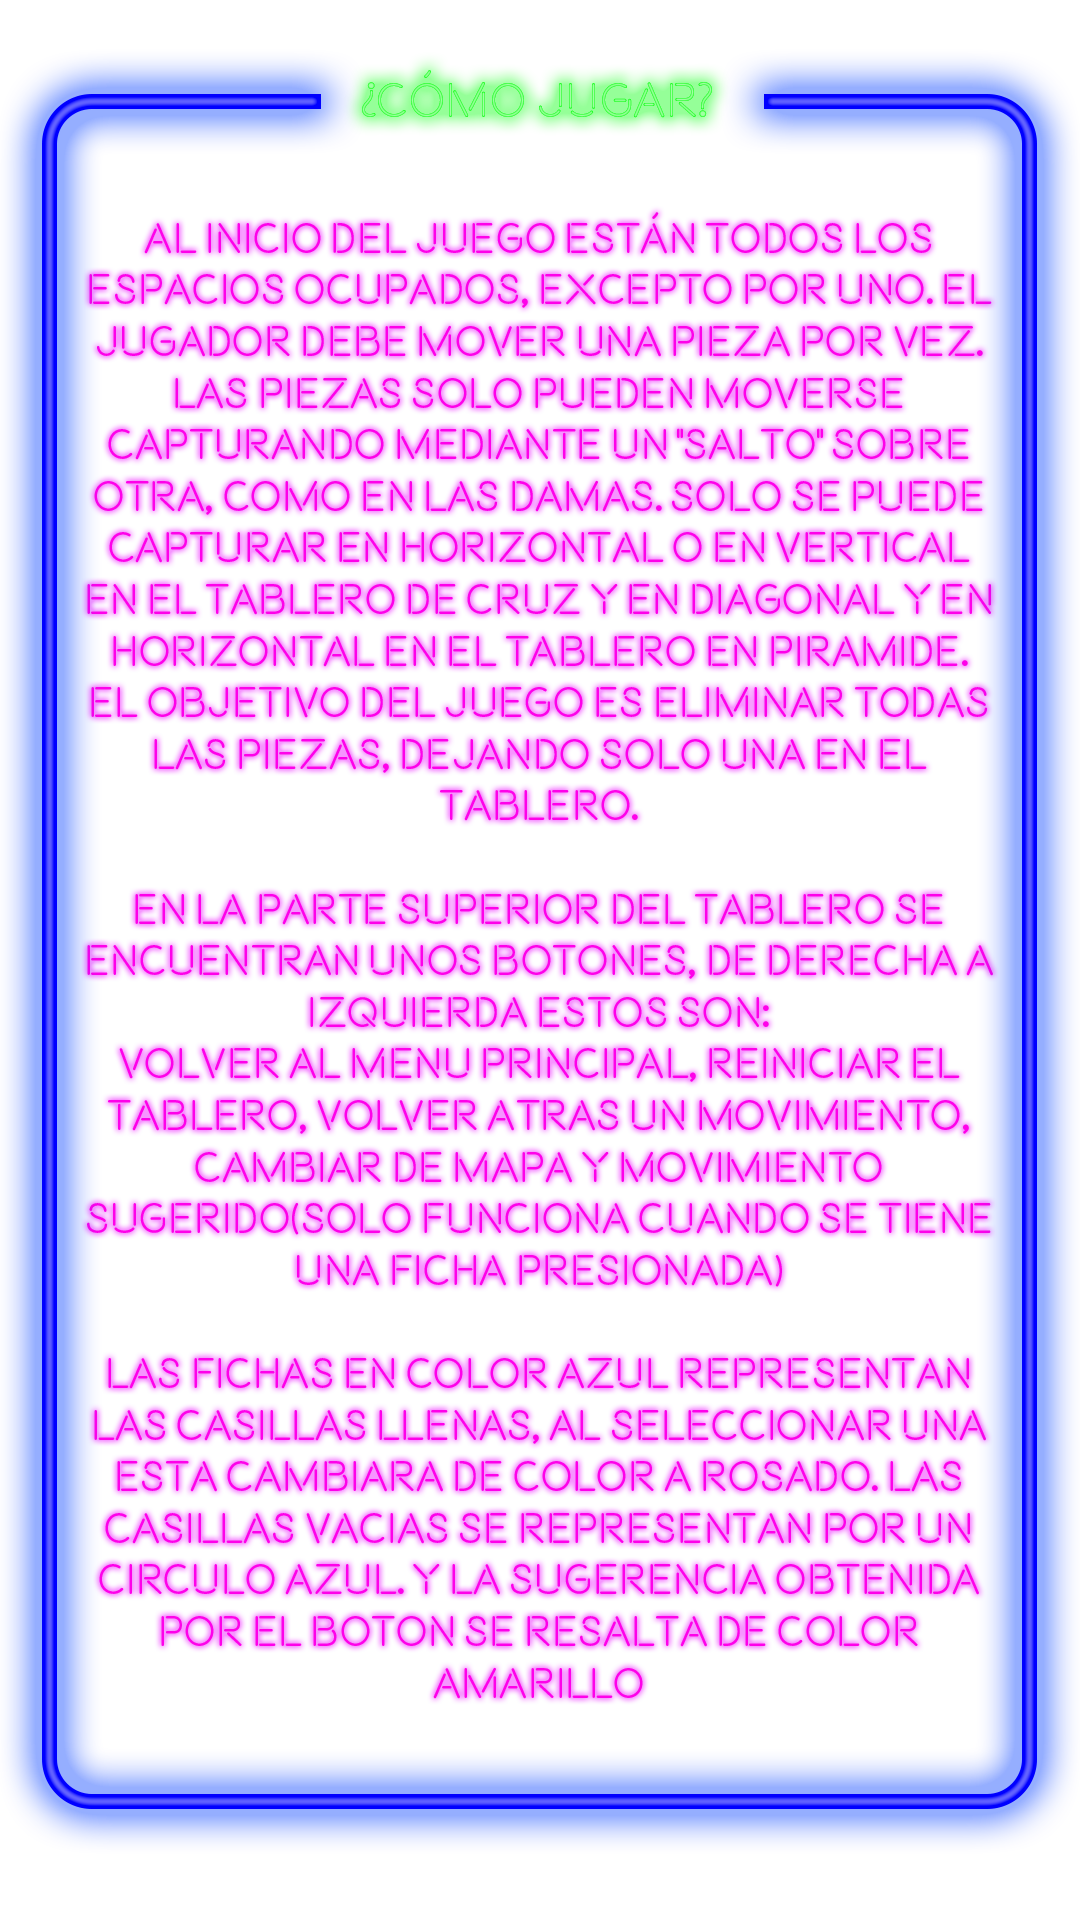 ¿CÓMO JUGAR?
AL INICIO DEL JUEGO ESTÁN TODOS LOS
ESPACIOS OCUPADOS, EXCEPTO POR UNO. EL
JUGADOR DEBE MOVER UNA PIEZA POR VEZ.
LAS PIEZAS SOLO PUEDEN MOVERSE
CAPTURANDO MEDIANTE UN "SALTO" SOBRE
OTRA, COMO EN LAS DAMAS. SOLO SE PUEDE
CAPTURAR EN HORIZONTAL O EN VERTICAL
EN EL TABLERO DE CRUZ Y EN DIAGONAL Y EN
HORIZONTAL EN EL TABLERO EN PIRAMIDE.
EL OBJETIVO DEL JUEGO ES ELIMINAR TODAS
LAS PIEZAS, DEJANDO SOLO UNA EN EL
TABLERO.
EN LA PARTE SUPERIOR DEL TABLERO SE
ENCUENTRAN UNOS BOTONES, DE DERECHA A
IZQUIERDA ESTOS SON:
VOLVER AL MENU PRINCIPAL, REINICIAR EL
TABLERO, VOLVER ATRAS UN MOVIMIENTO,
CAMBIAR DE MAPA Y MOVIMIENTO
SUGERIDO(SOLO FUNCIONA CUANDO SE TIENE
UNA FICHA PRESIONADA)
LAS FICHAS EN COLOR AZUL REPRESENTAN
LAS CASILLAS LLENAS, AL SELECCIONAR UNA
ESTA CAMBIARA DE COLOR A ROSADO. LAS
CASILLAS VACIAS SE REPRESENTAN POR UN
CIRCULO AZUL. Y LA SUGERENCIA OBTENIDA
POR EL BOTON SE RESALTA DE COLOR
AMARILLO